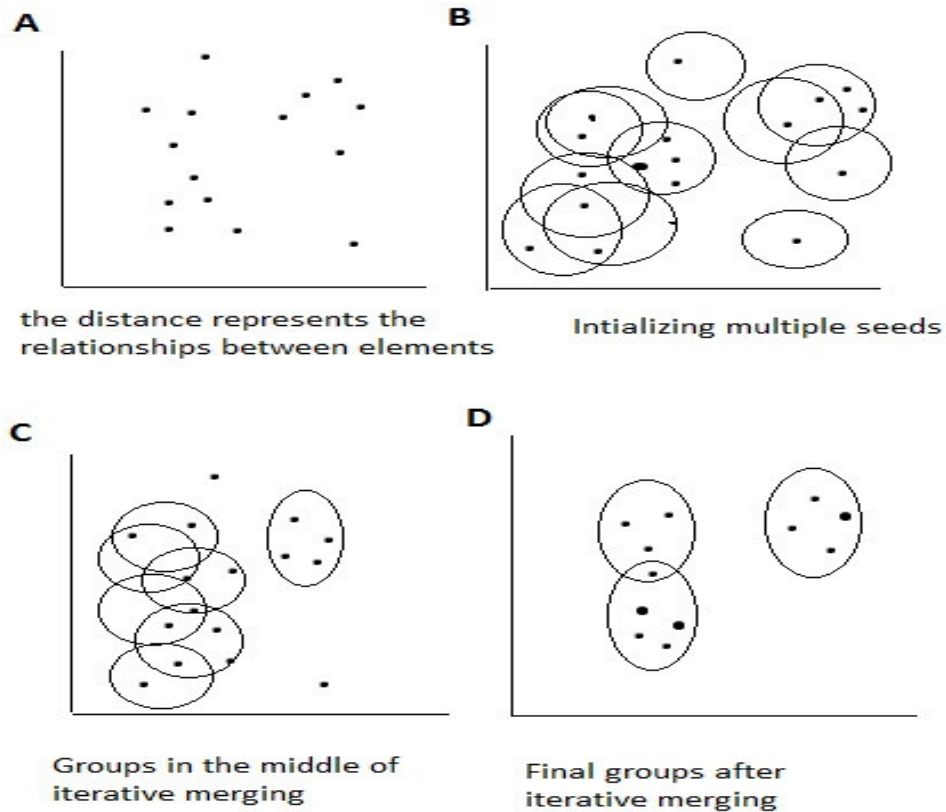 A
B
the distance represents the
relationships between elements
Intializing multiple seeds
C
D
Groups in the middle of
iterative merging
Final groups after
iterative merging